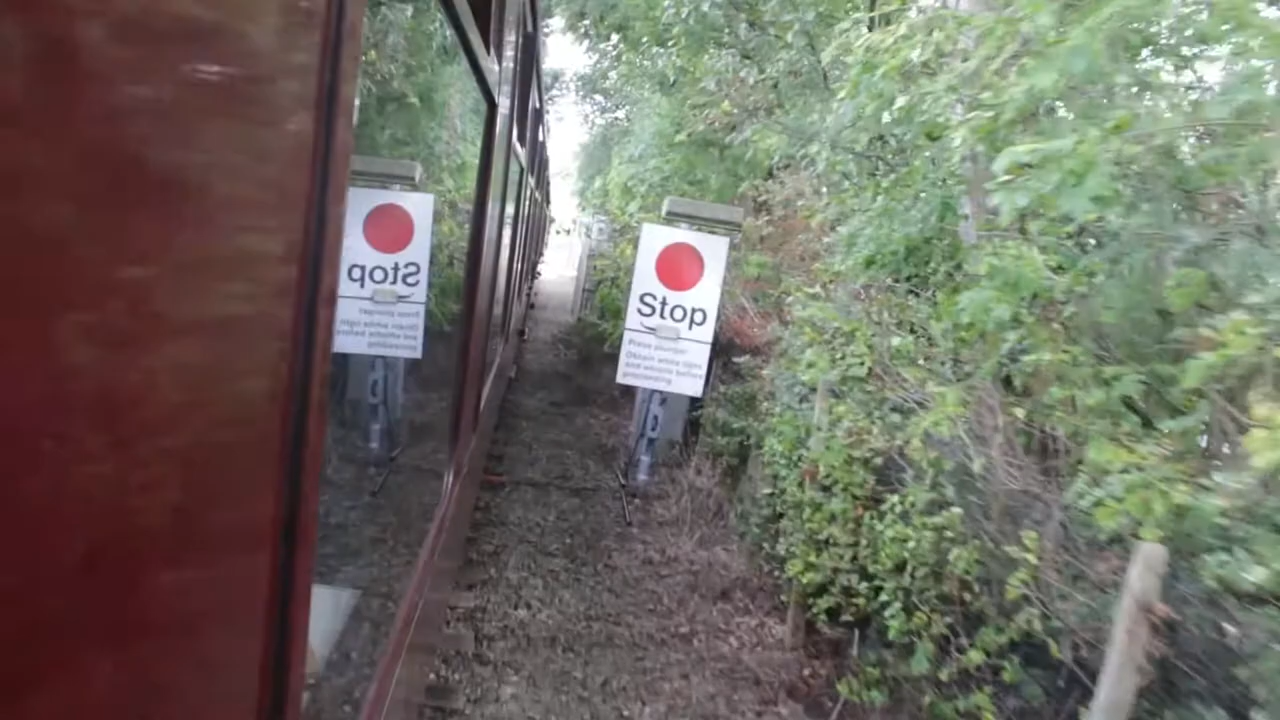 Stop
Press plunger
Obtain white light
and whistle before
proceeding